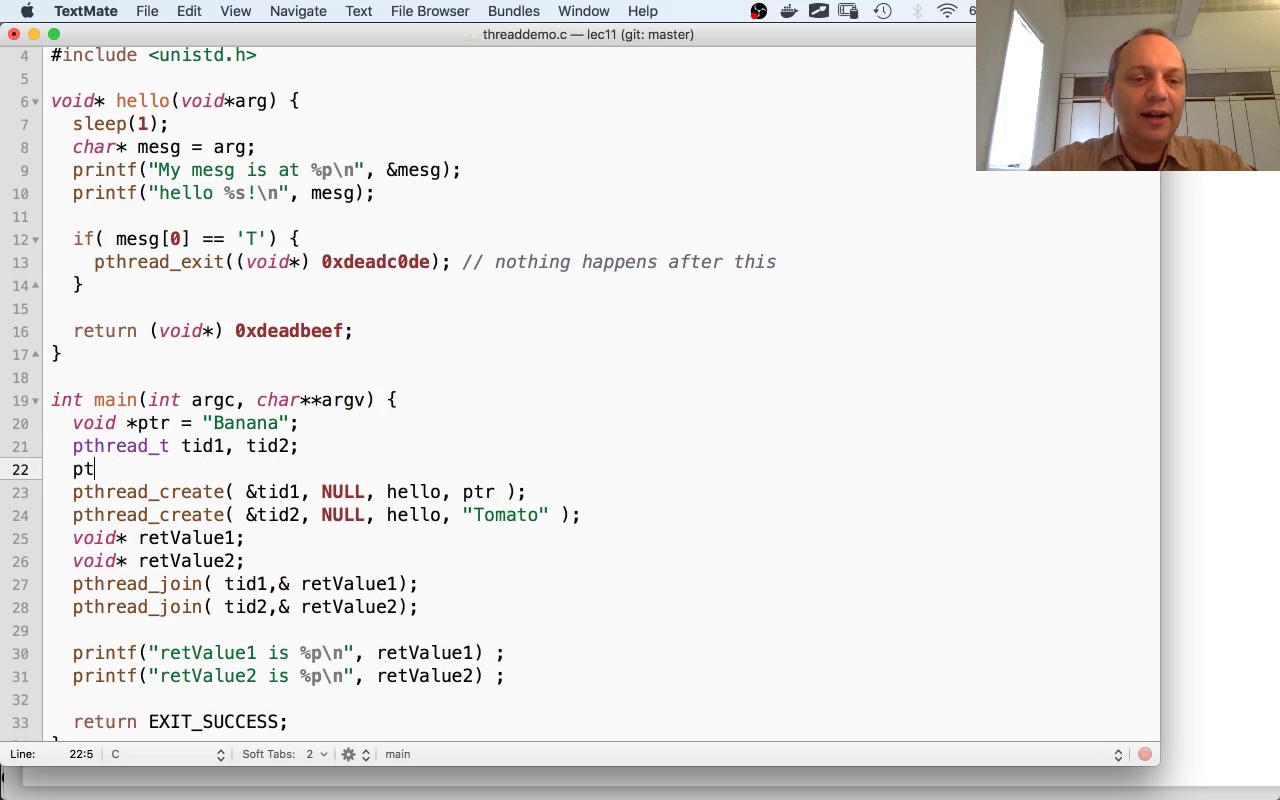 TextMate File Edit View Navigate Text File Browser Bundles Window Help 6
threaddemo.c — lec11 (git: master)
4 #include <unistd.h>
5
6 void* hello(void*arg) {
7 sleep(1);
8 char* mesg = arg;
9 printf("My mesg is at %p\n", &mesg);
10 printf("hello %s!\n", mesg);
11
12 if( mesg[0] == 'T') {
13 pthread_exit((void*) 0xdeadc0de); // nothing happens after this
14 }
15
16 return (void*) 0xdeadbeef;
17 }
18
19 int main(int argc, char**argv) {
20 void *ptr = "Banana";
21 pthread_t tid1, tid2;
22 pt
23 pthread_create( &tid1, NULL, hello, ptr );
24 pthread_create( &tid2, NULL, hello, "Tomato" );
25 void* retValue1;
26 void* retValue2;
27 pthread_join( tid1,& retValue1);
28 pthread_join( tid2,& retValue2);
29
30 printf("retValue1 is %p\n", retValue1) ;
31 printf("retValue2 is %p\n", retValue2) ;
32
33 return EXIT_SUCCESS;
Line: 22:5 C Soft Tabs: 2 main